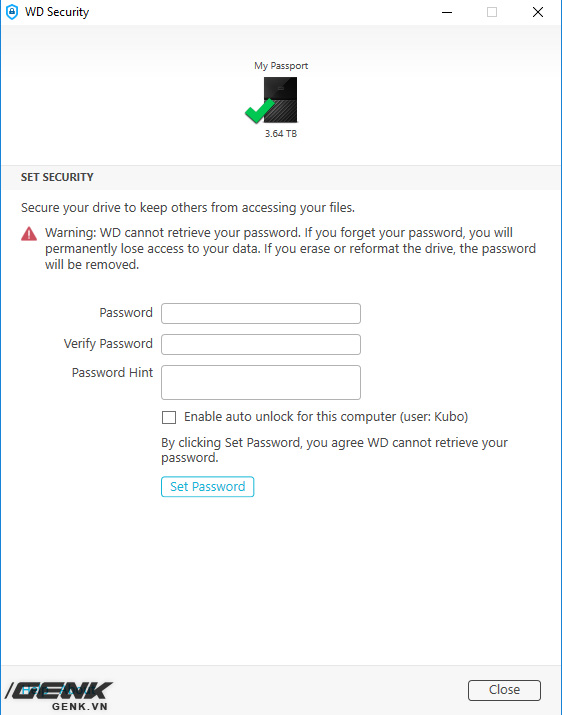 WD Security
My Passport
3.64 TB
SET SECURITY
Secure your drive to keep others from accessing your files.
Warning: WD cannot retrieve your password. If you forget your password, you will
permanently lose access to your data. If you erase or reformat the drive, the password
will be removed.
Password
Verify Password
Password Hint
Enable auto unlock for this computer (user: Kubo)
By clicking Set Password, you agree WD cannot retrieve your
password.
Set Password
GENK
GENK.VN
Close